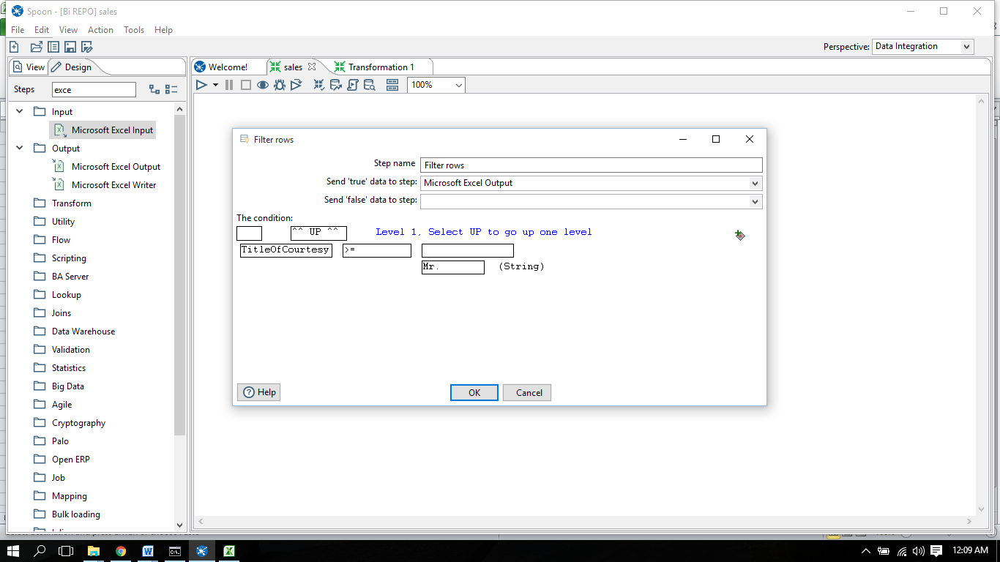 Spoon - [Bi REPO] sales
File Edit View Action Tools Help
Perspective: Data Integration
View Design
Welcome! sales Transformation 1
Steps exce
100%
Input
Microsoft Excel Input
Output
Microsoft Excel Output
Microsoft Excel Writer
Transform
Utility
Flow
Scripting
BA Server
Lookup
Joins
Data Warehouse
Validation
Statistics
Big Data
Agile
Cryptography
Palo
Open ERP
Job
Mapping
Bulk loading
Filter rows
Step name Filter rows
Send 'true' data to step: Microsoft Excel Output
Send 'false' data to step:
The condition:
^^ UP ^^ Level 1, Select UP to go up one level
TitleOfCourtesy >=
Mr. (String)
Help OK Cancel
12:09 AM